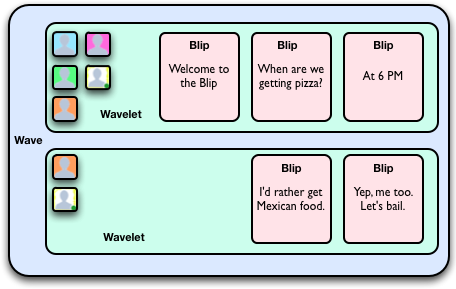 Wave
Wavelet
Blip
Welcome to
the Blip
Blip
When are we
getting pizza?
Blip
At 6 PM
Wavelet
Blip
I'd rather get
Mexican food.
Blip
Yep, me too.
Let's bail.